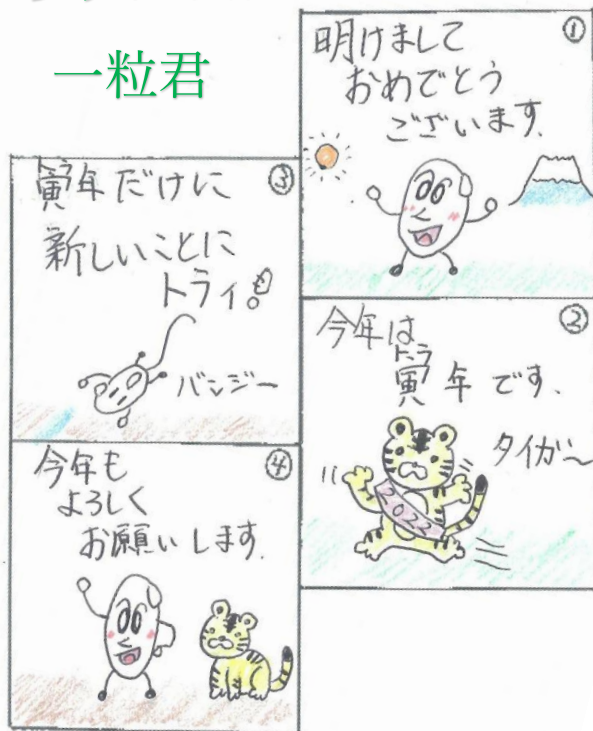 一粒君
①
明けまして
おめでとう
ございます.
②
今年は
トラ
寅年です.
タイガ〜
2022
③
トラ
寅年だけに
新しいことに
トライ!
バンジー
④
今年も
よろしく
お願いします.